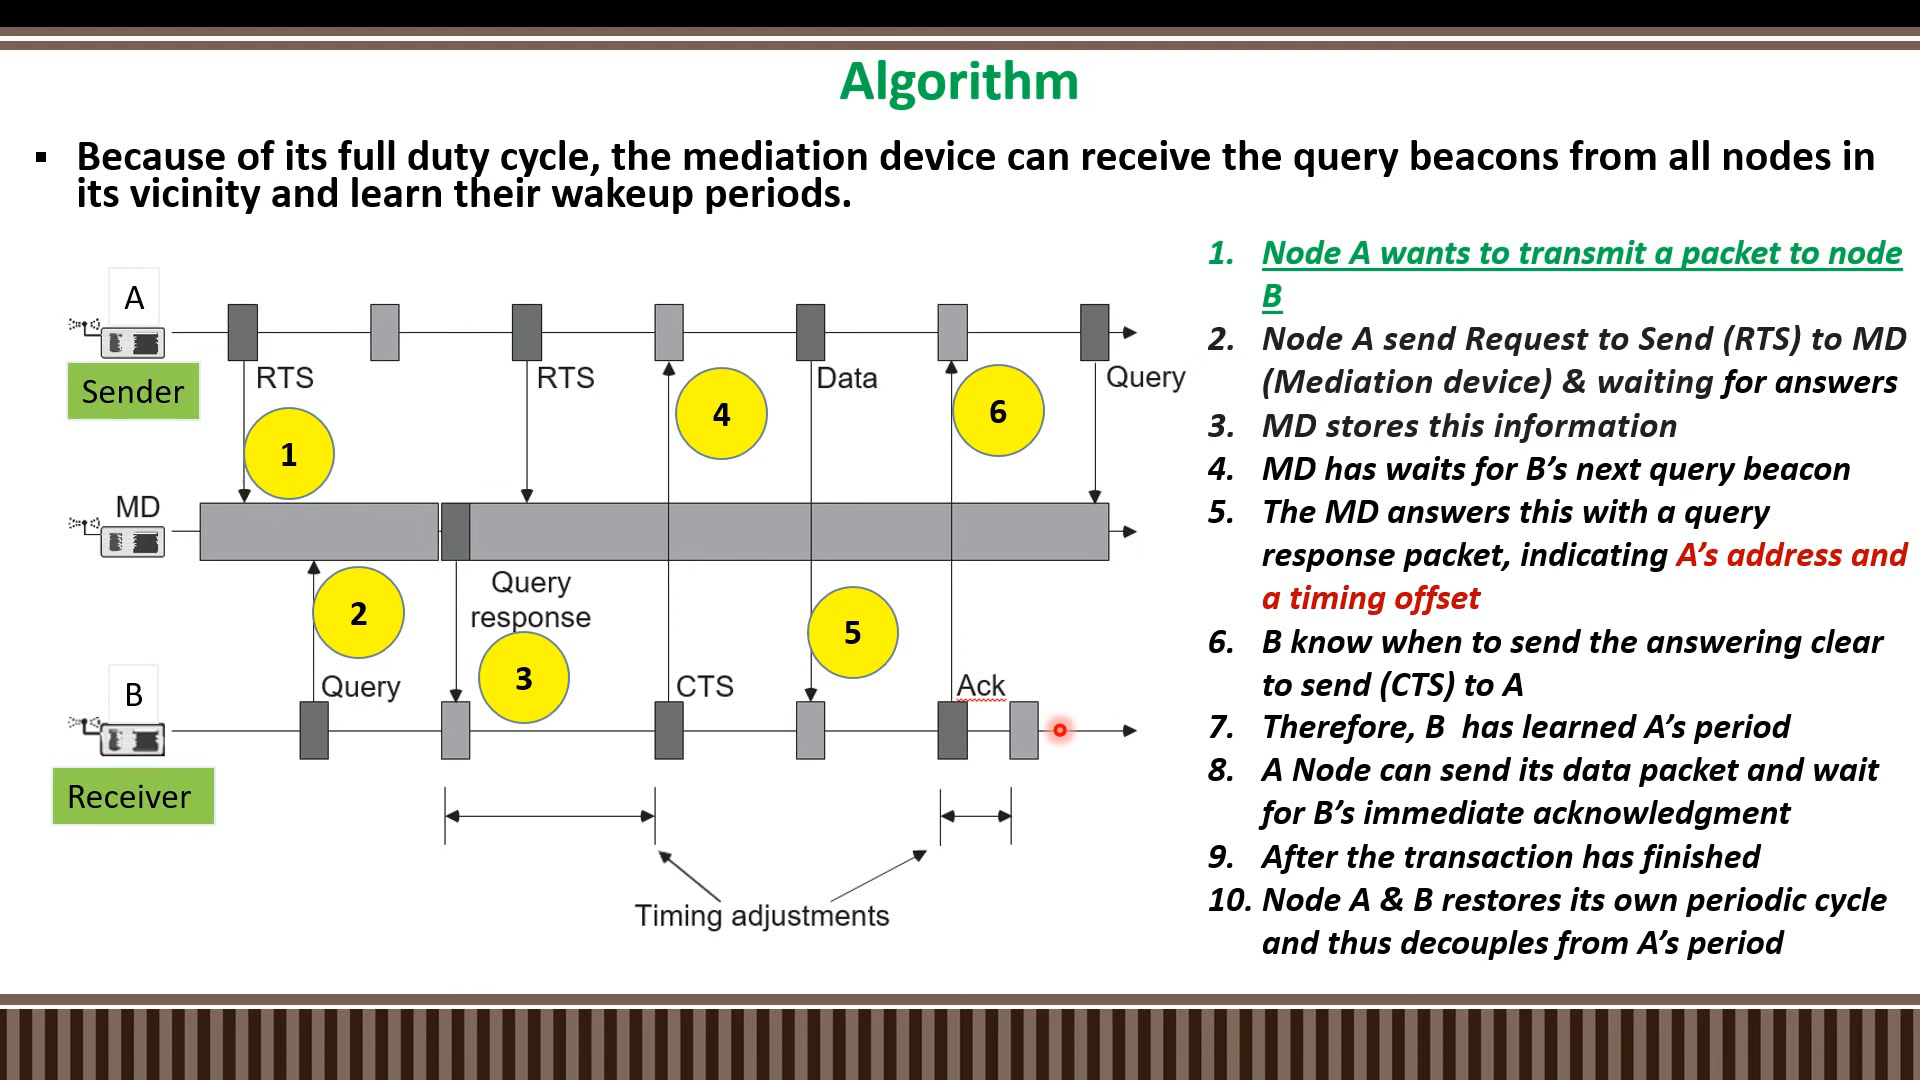 Algorithm
▪ Because of its full duty cycle, the mediation device can receive the query beacons from all nodes in
its vicinity and learn their wakeup periods.
A
Sender
RTS
RTS
Data
Query
1
4
6
MD
2
Query
response
3
5
B
Query
CTS
Ack
Receiver
Timing adjustments
1. Node A wants to transmit a packet to node
B
2. Node A send Request to Send (RTS) to MD
(Mediation device) & waiting for answers
3. MD stores this information
4. MD has waits for B’s next query beacon
5. The MD answers this with a query
response packet, indicating A’s address and
a timing offset
6. B know when to send the answering clear
to send (CTS) to A
7. Therefore, B has learned A’s period
8. A Node can send its data packet and wait
for B’s immediate acknowledgment
9. After the transaction has finished
10. Node A & B restores its own periodic cycle
and thus decouples from A’s period